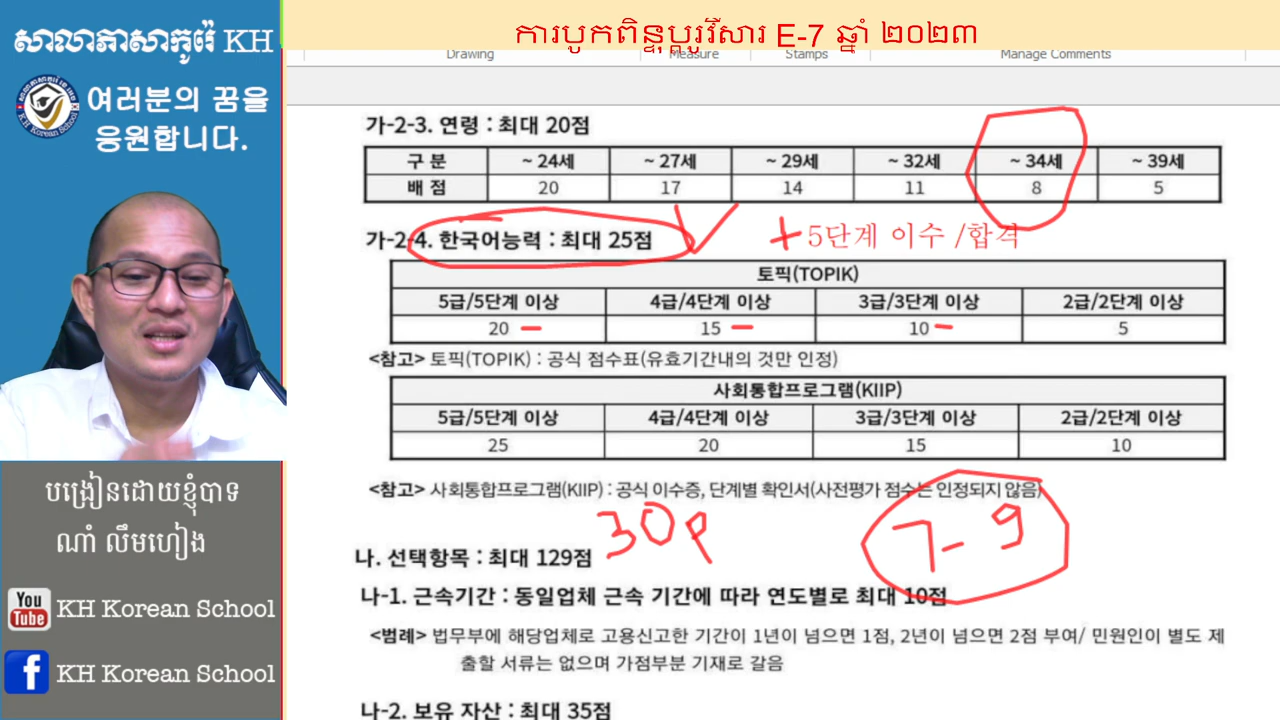 សាលាភាសាកូរ៉េ KH
여러분의 꿈을
응원합니다.
KH Korean School
បង្រៀនដោយខ្ញុំបាទ
ណាំ លឹមហៀង
You Tube KH Korean School
f KH Korean School
ការបូកពិន្ទុប្តូរវីសារ E-7 ឆ្នាំ ២០២៣
Drawing Measure Stamps Manage Comments
가-2-3. 연령 : 최대 20점
구 분 ~ 24세 ~ 27세 ~ 29세 ~ 32세 ~ 34세 ~ 39세
배 점 20 17 14 11 8 5
가-2-4. 한국어능력 : 최대 25점
+ 5단계 이수 /합격
토픽(TOPIK)
5급/5단계 이상 4급/4단계 이상 3급/3단계 이상 2급/2단계 이상
20 15 10 5
<참고> 토픽(TOPIK) : 공식 점수표(유효기간내의 것만 인정)
사회통합프로그램(KIIP)
5급/5단계 이상 4급/4단계 이상 3급/3단계 이상 2급/2단계 이상
25 20 15 10
<참고> 사회통합프로그램(KIIP) : 공식 이수증, 단계별 확인서(사전평가 점수는 인정되지 않음)
30p
7-9
나. 선택항목 : 최대 129점
나-1. 근속기간 : 동일업체 근속 기간에 따라 연도별로 최대 10점
<범례> 법무부에 해당업체로 고용신고한 기간이 1년이 넘으면 1점, 2년이 넘으면 2점 부여/ 민원인이 별도 제
출할 서류는 없으며 가점부분 기재로 갈음
나-2. 보유 자산 : 최대 35점